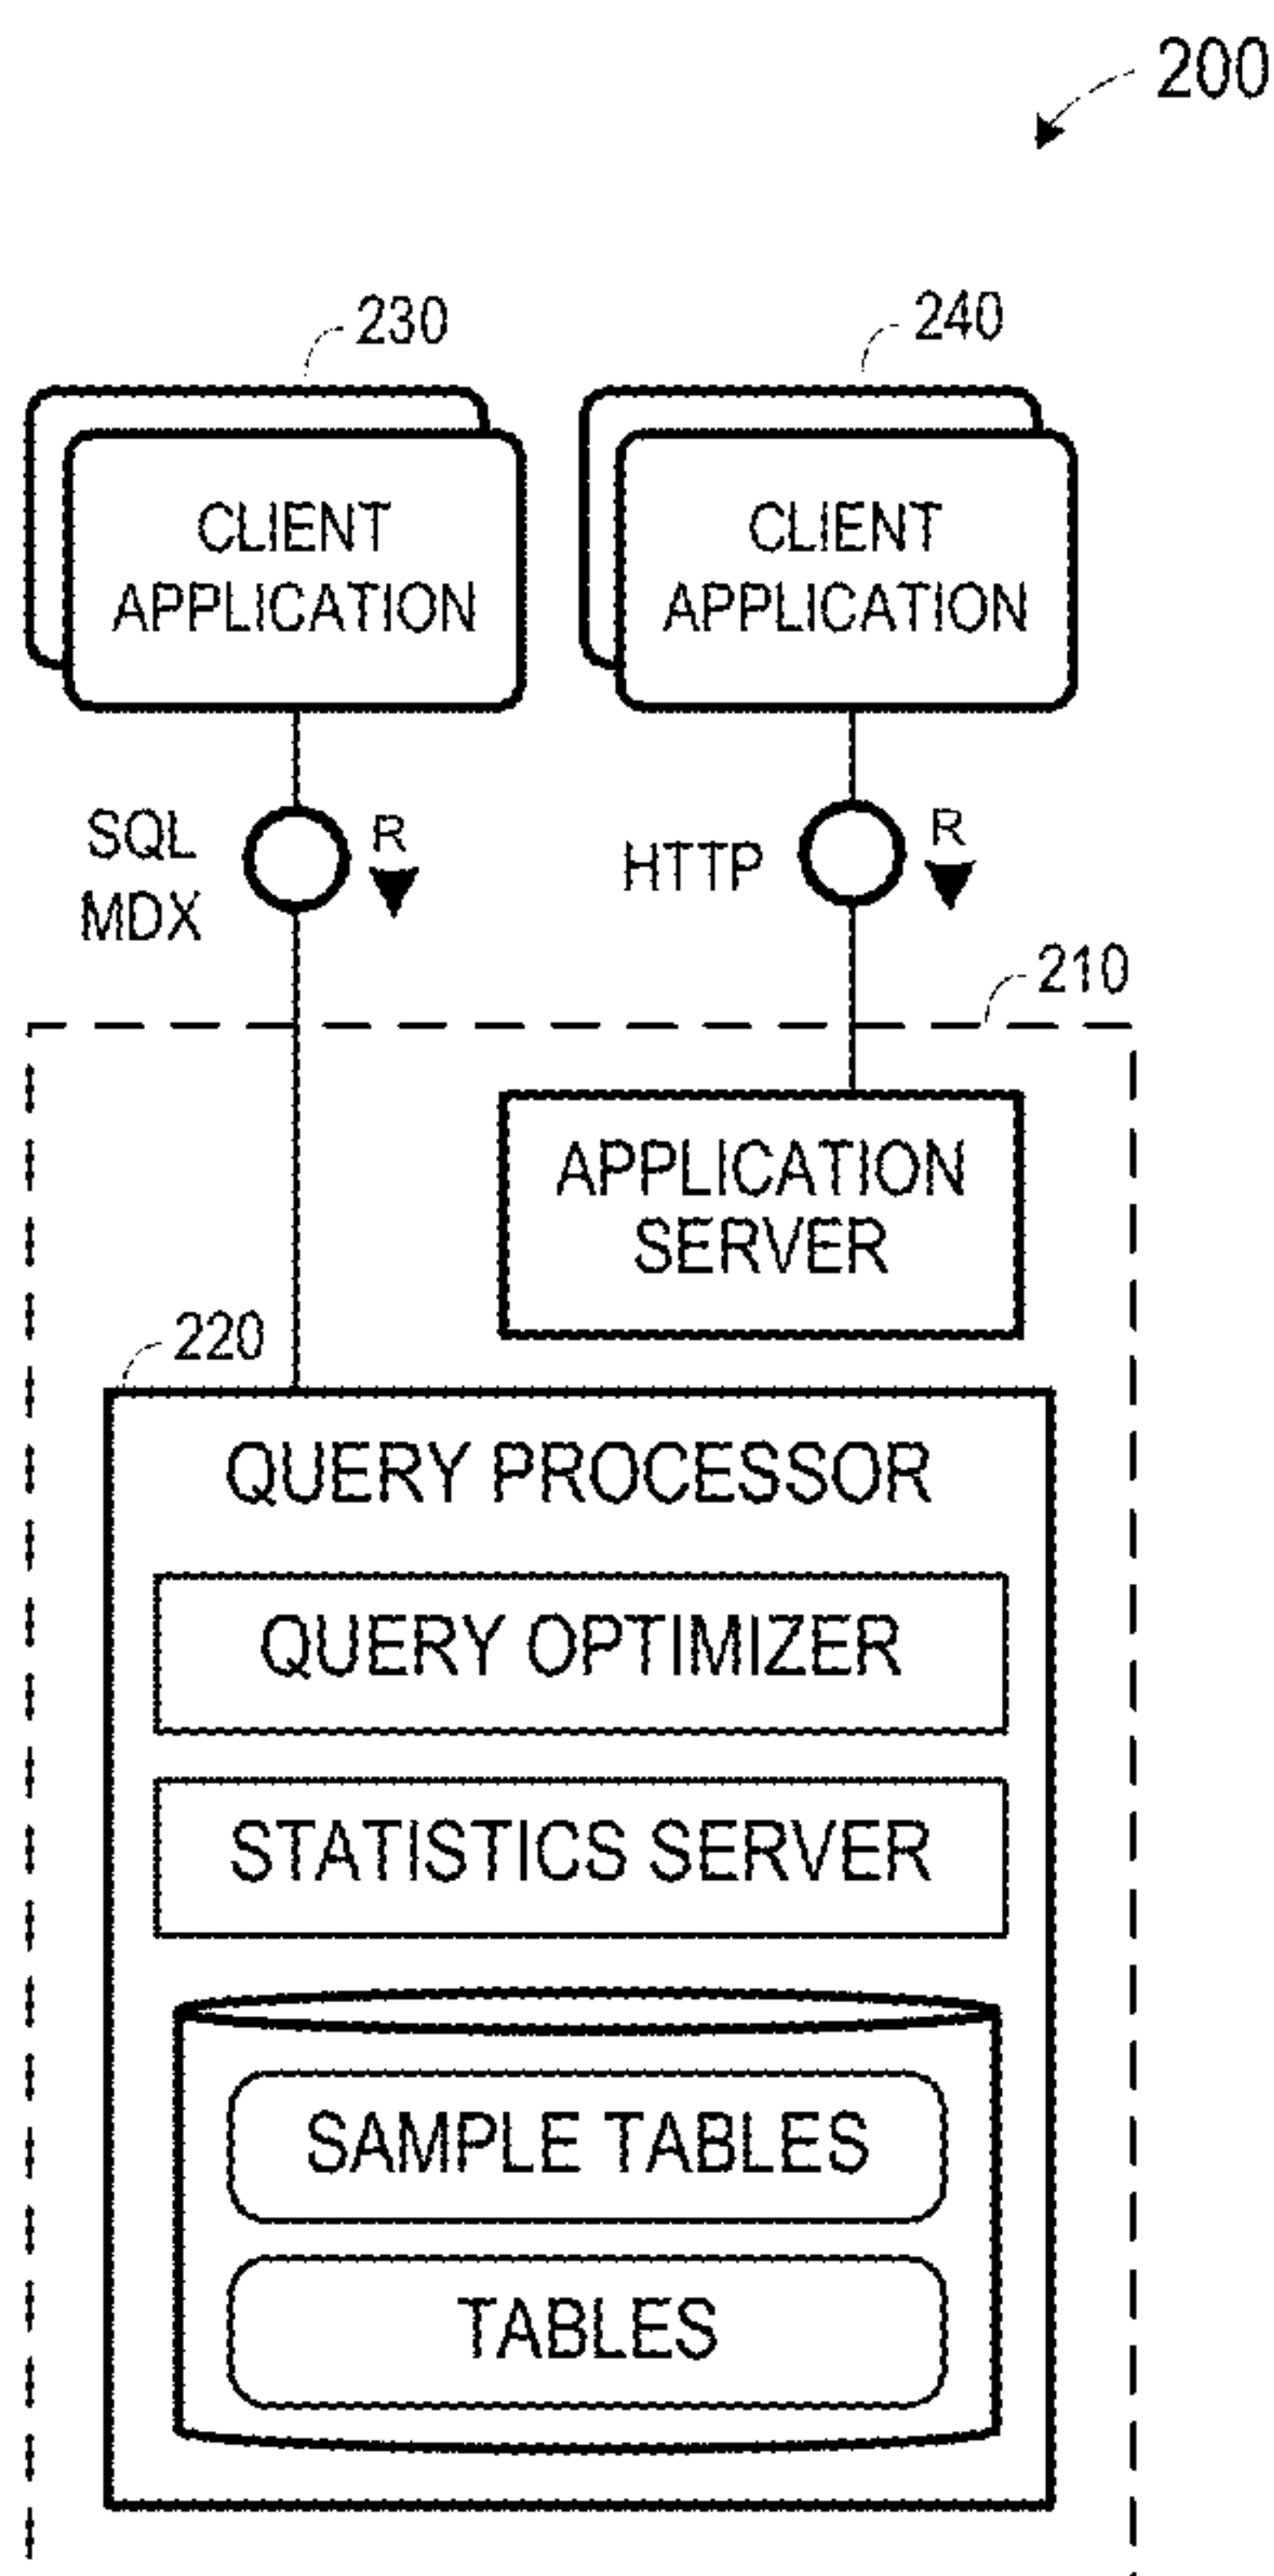 200
230
240
CLIENT
APPLICATION
CLIENT
APPLICATION
SQL
MDX
R
HTTP
R
210
APPLICATION
SERVER
220
QUERY PROCESSOR
QUERY OPTIMIZER
STATISTICS SERVER
SAMPLE TABLES
TABLES